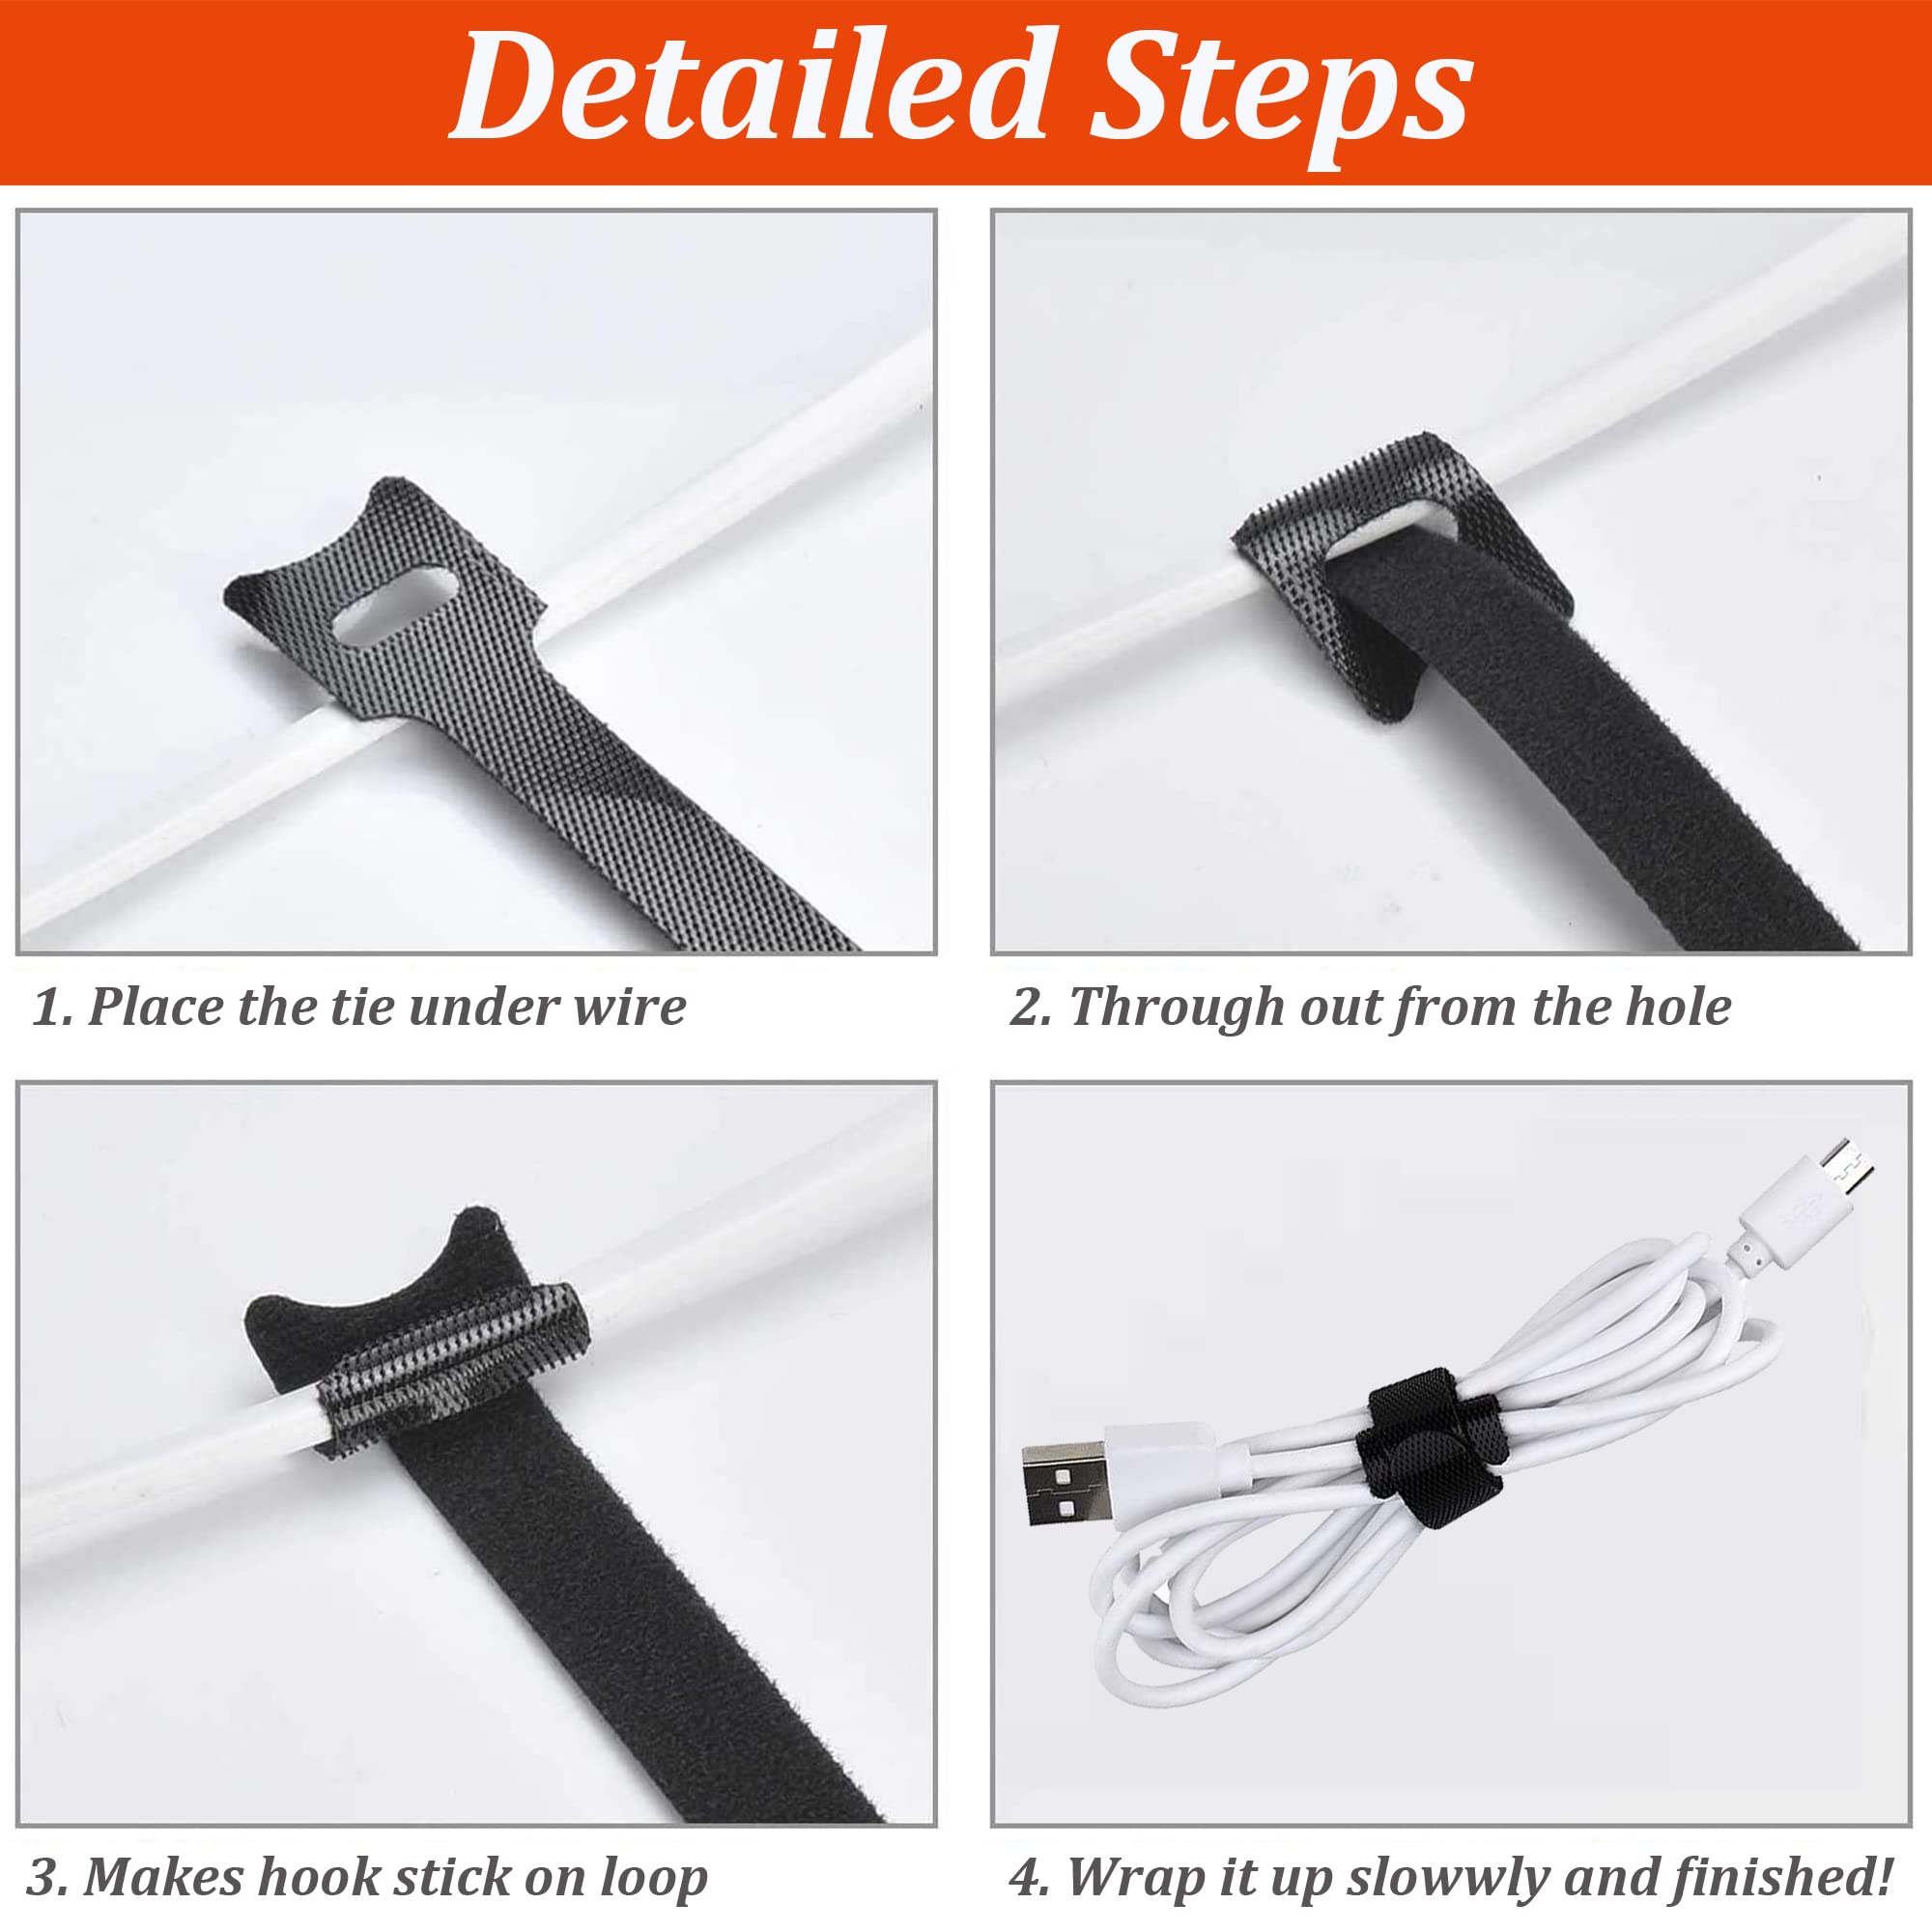 Detailed Steps
1. Place the tie under wire
2. Through out from the hole
3. Makes hook stick on loop
4. Wrap it up slowwly and finished!